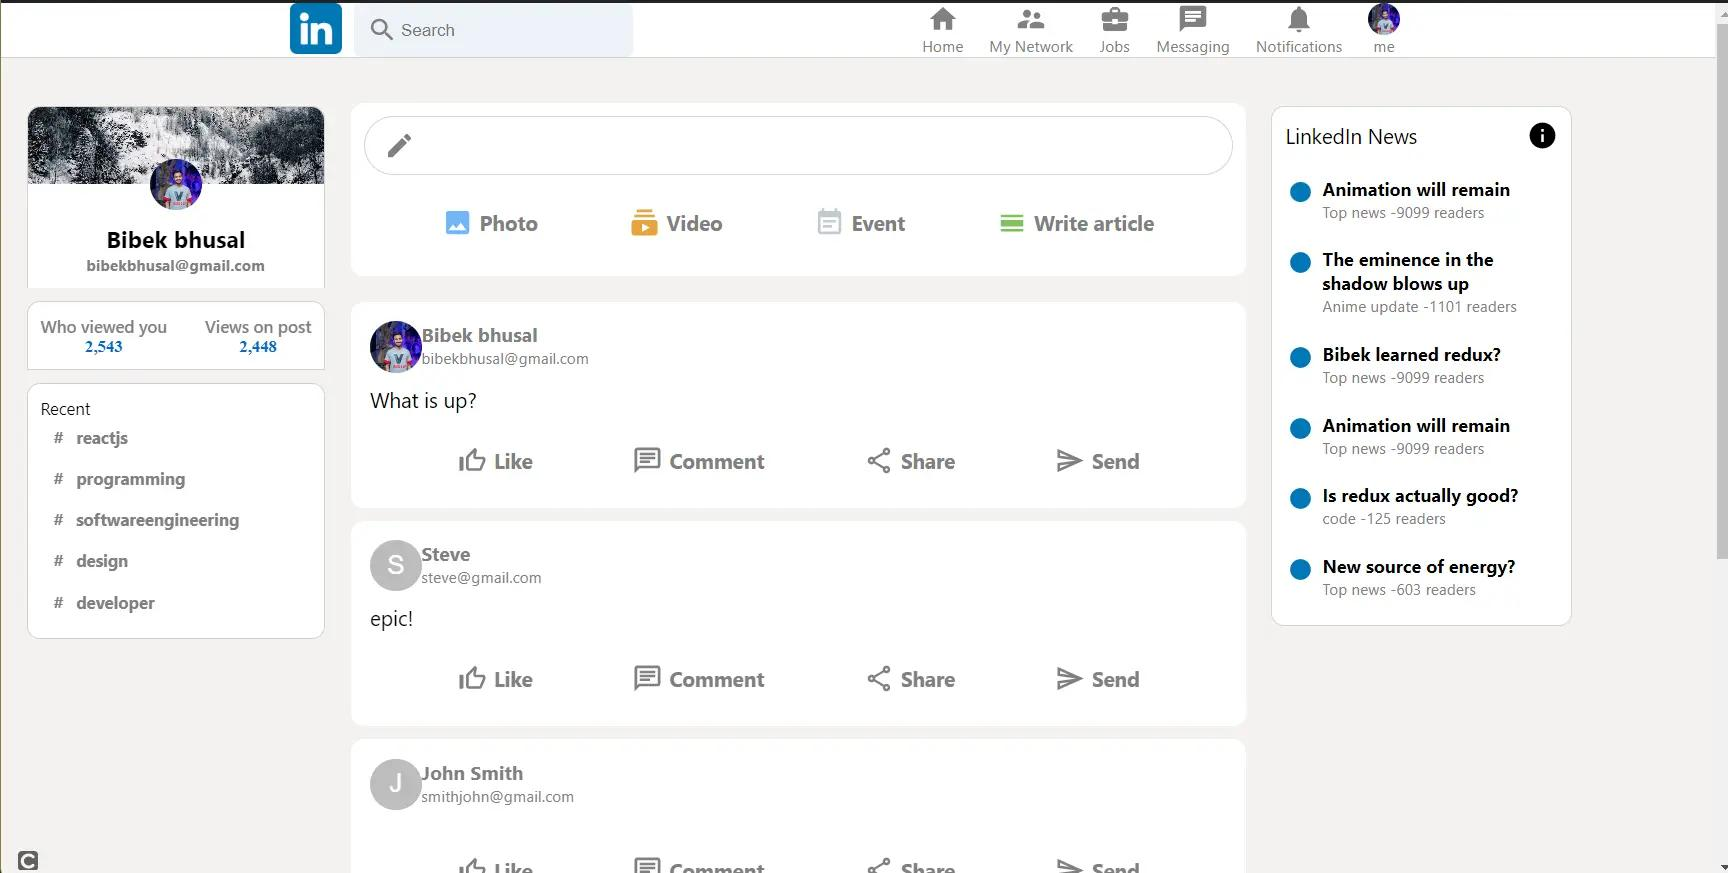 in
Search
Home
My Network
Jobs
Messaging
Notifications
me
Bibek bhusal
bibekbhusal@gmail.com
Who viewed you
2,543
Views on post
2,448
Recent
# reactjs
# programming
# softwareengineering
# design
# developer
Photo
Video
Event
Write article
Bibek bhusal
bibekbhusal@gmail.com
What is up?
Like
Comment
Share
Send
S
Steve
steve@gmail.com
epic!
Like
Comment
Share
Send
J
John Smith
smithjohn@gmail.com
Like
Comment
Share
Send
LinkedIn News
Animation will remain
Top news -9099 readers
The eminence in the
shadow blows up
Anime update -1101 readers
Bibek learned redux?
Top news -9099 readers
Animation will remain
Top news -9099 readers
Is redux actually good?
code -125 readers
New source of energy?
Top news -603 readers
C